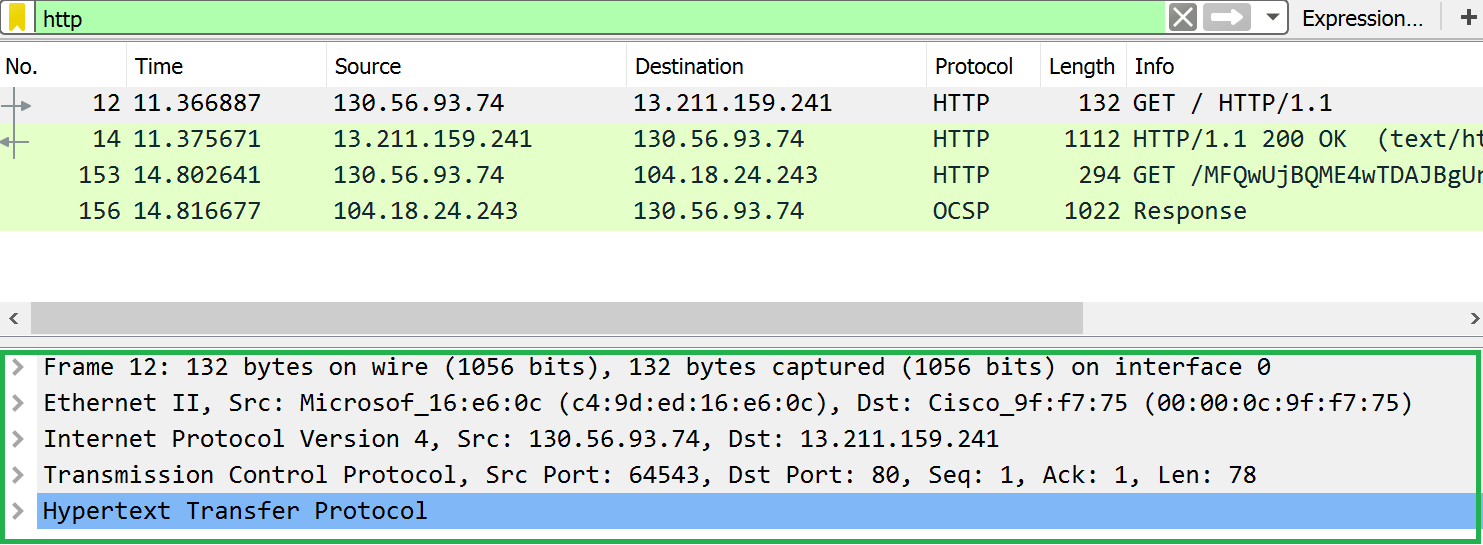 http Expression... +
No. Time Source Destination Protocol Length Info
12 11.366887 130.56.93.74 13.211.159.241 HTTP 132 GET / HTTP/1.1
14 11.375671 13.211.159.241 130.56.93.74 HTTP 1112 HTTP/1.1 200 OK (text/ht
153 14.802641 130.56.93.74 104.18.24.243 HTTP 294 GET /MFQwUjBQME4wTDAJBgUr
156 14.816677 104.18.24.243 130.56.93.74 OCSP 1022 Response
Frame 12: 132 bytes on wire (1056 bits), 132 bytes captured (1056 bits) on interface 0
Ethernet II, Src: Microsof_16:e6:0c (c4:9d:ed:16:e6:0c), Dst: Cisco_9f:f7:75 (00:00:0c:9f:f7:75)
Internet Protocol Version 4, Src: 130.56.93.74, Dst: 13.211.159.241
Transmission Control Protocol, Src Port: 64543, Dst Port: 80, Seq: 1, Ack: 1, Len: 78
Hypertext Transfer Protocol